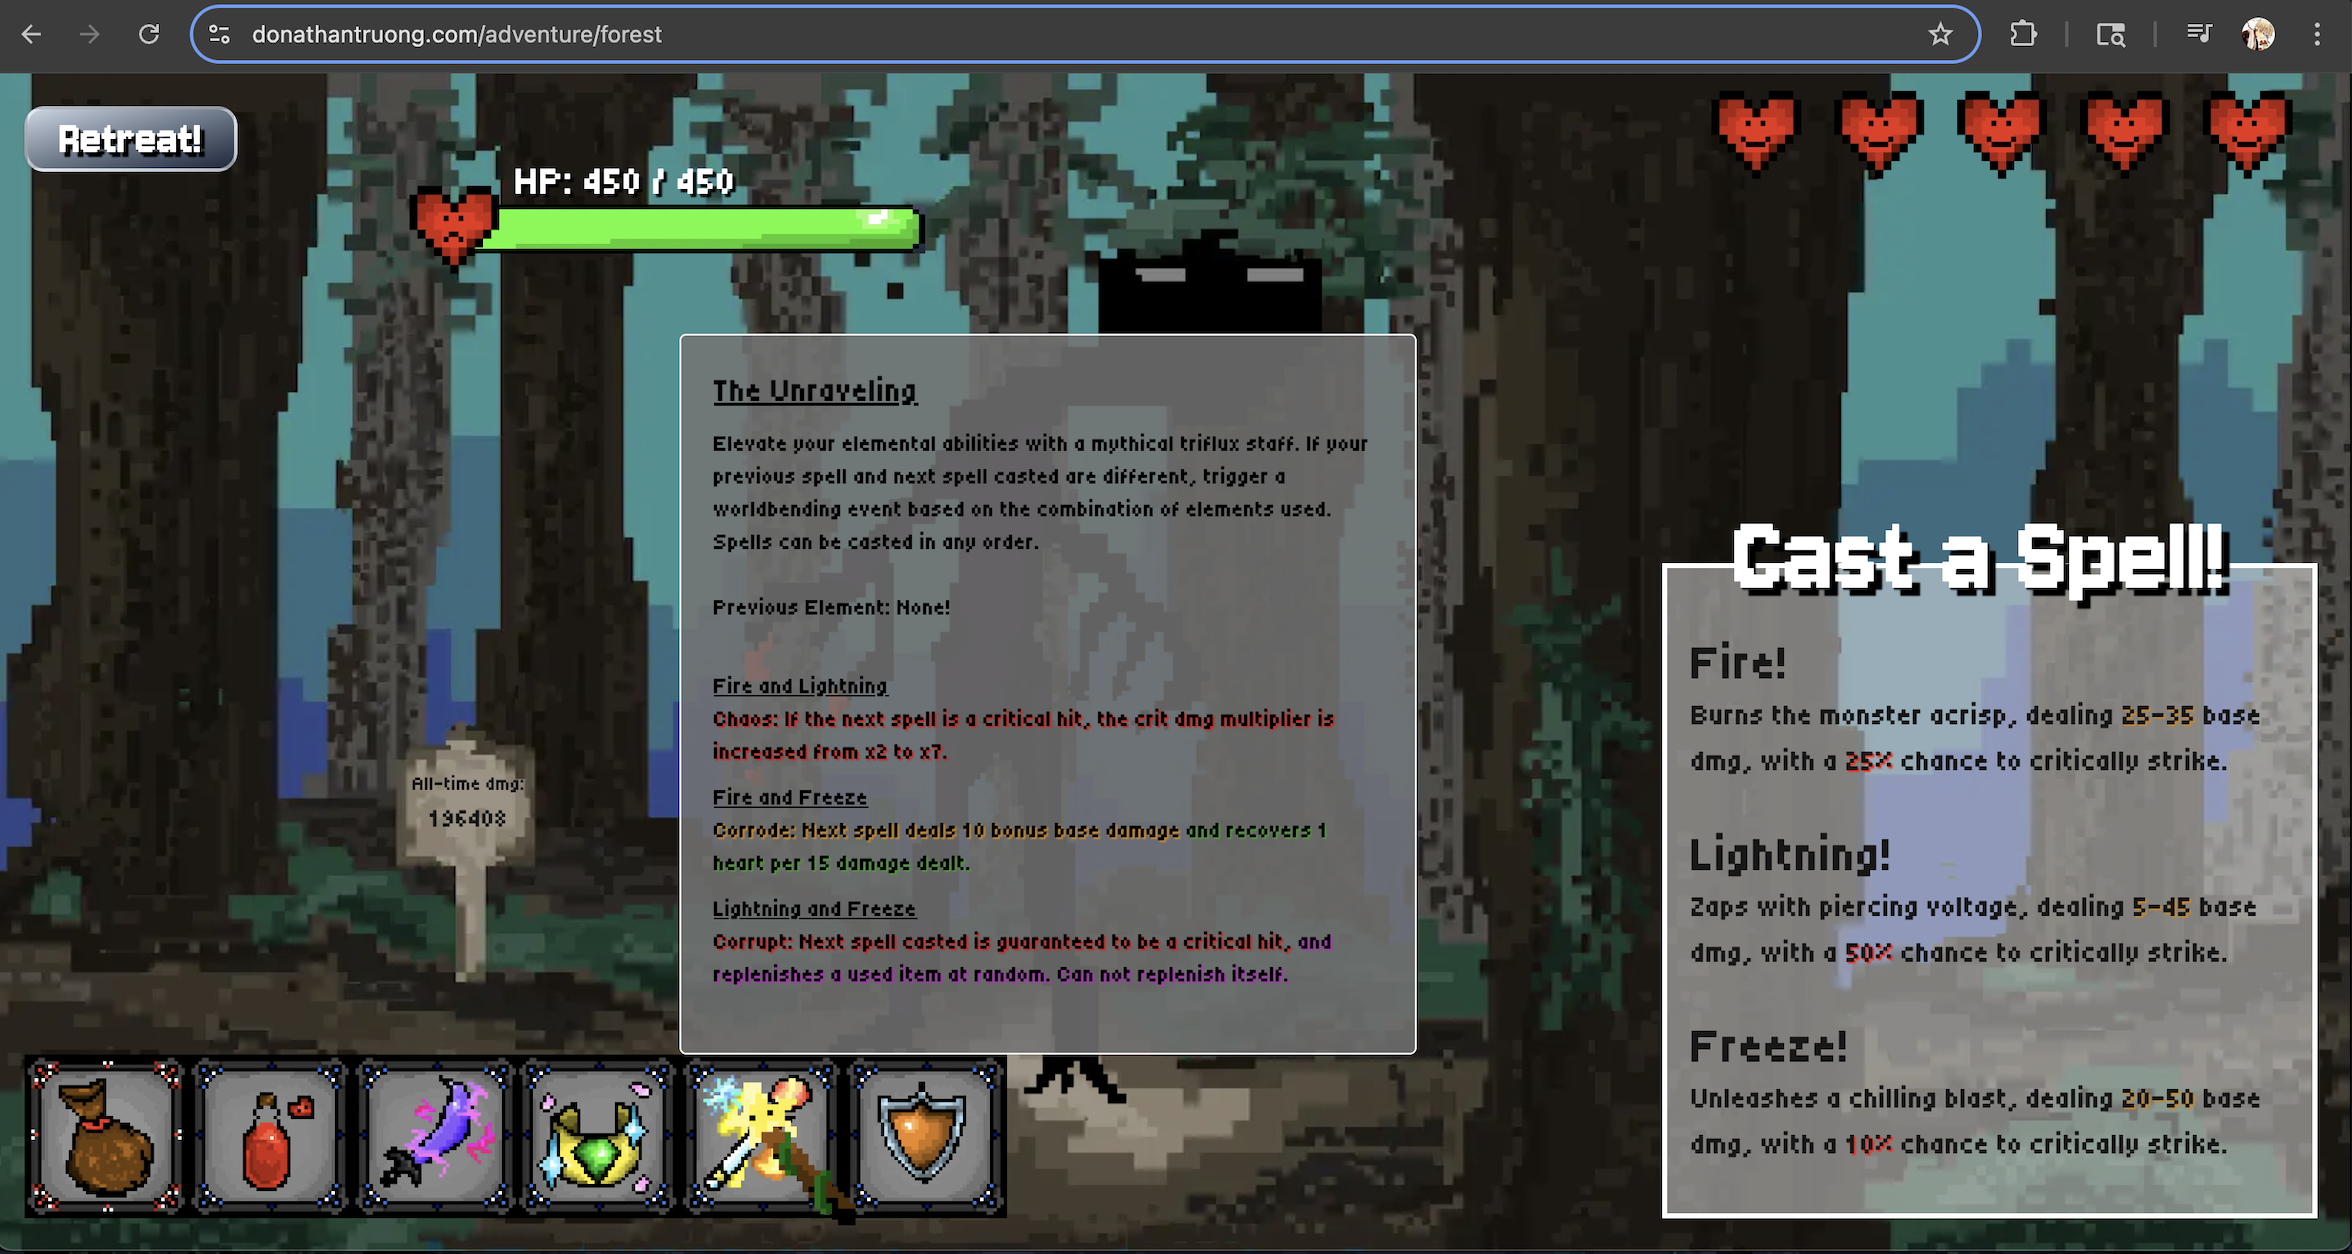 donathantruong.com/adventure/forest
Retreat!
HP: 450 / 450
The Unraveling
Elevate your elemental abilities with a mythical triflux staff. If your
previous spell and next spell casted are different, trigger a
worldbending event based on the combination of elements used.
Spells can be casted in any order.
Previous Element: None!
Fire and Lightning
Chaos: If the next spell is a critical hit, the crit dmg multiplier is
increased from x2 to x7.
Fire and Freeze
Corrode: Next spell deals 10 bonus base damage and recovers 1
heart per 15 damage dealt.
Lightning and Freeze
Corrupt: Next spell casted is guaranteed to be a critical hit, and
replenishes a used item at random. Can not replenish itself.
All-time dmg:
196408
Cast a Spell!
Fire!
Burns the monster acrisp, dealing 25-35 base
dmg, with a 25% chance to critically strike.
Lightning!
Zaps with piercing voltage, dealing 5-45 base
dmg, with a 50% chance to critically strike.
Freeze!
Unleashes a chilling blast, dealing 20-50 base
dmg, with a 10% chance to critically strike.